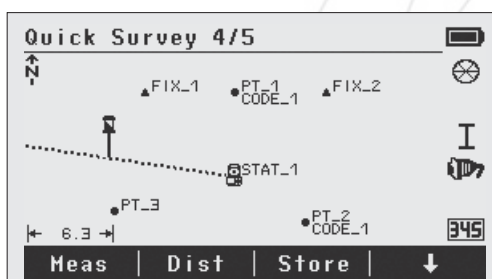 Quick Survey 4/5
N
FIX_1
PT_1
CODE_1
FIX_2
I
STAT_1
PT_3
PT_2
CODE_1
6.3
345
Meas | Dist | Store | ↓